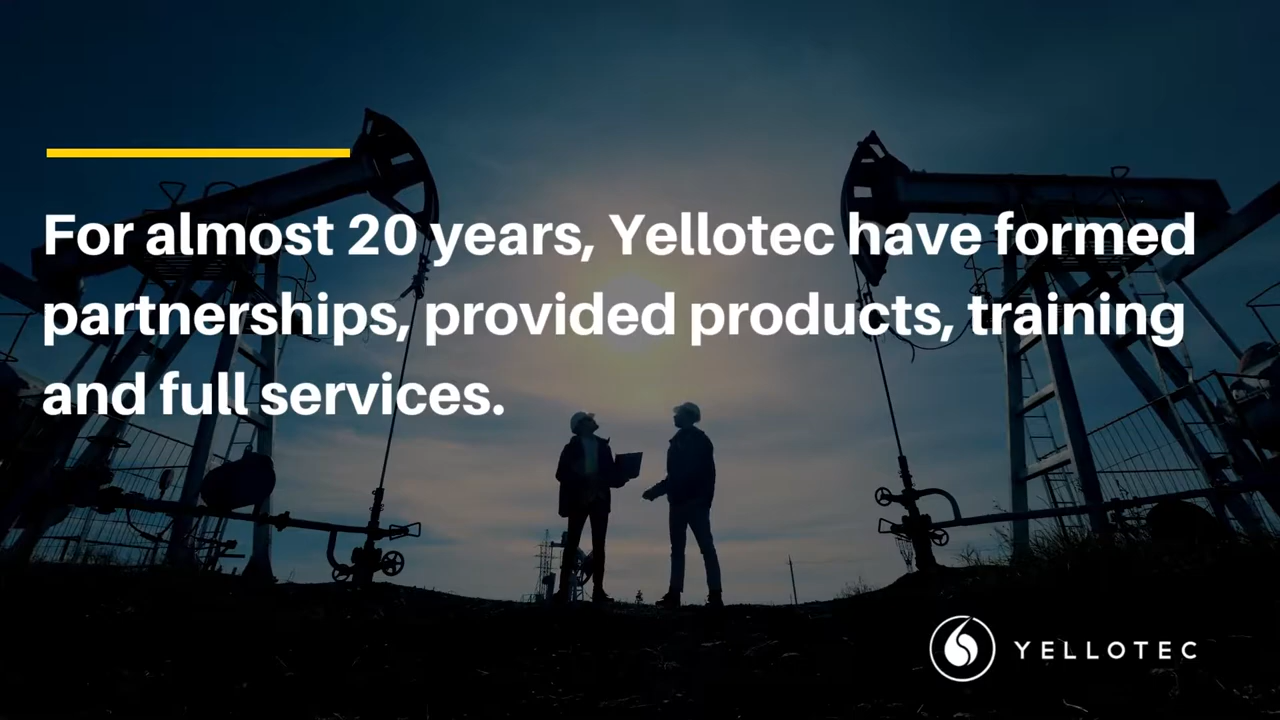 For almost 20 years, Yellotec have formed
partnerships, provided products, training
and full services.
YELLOTEC